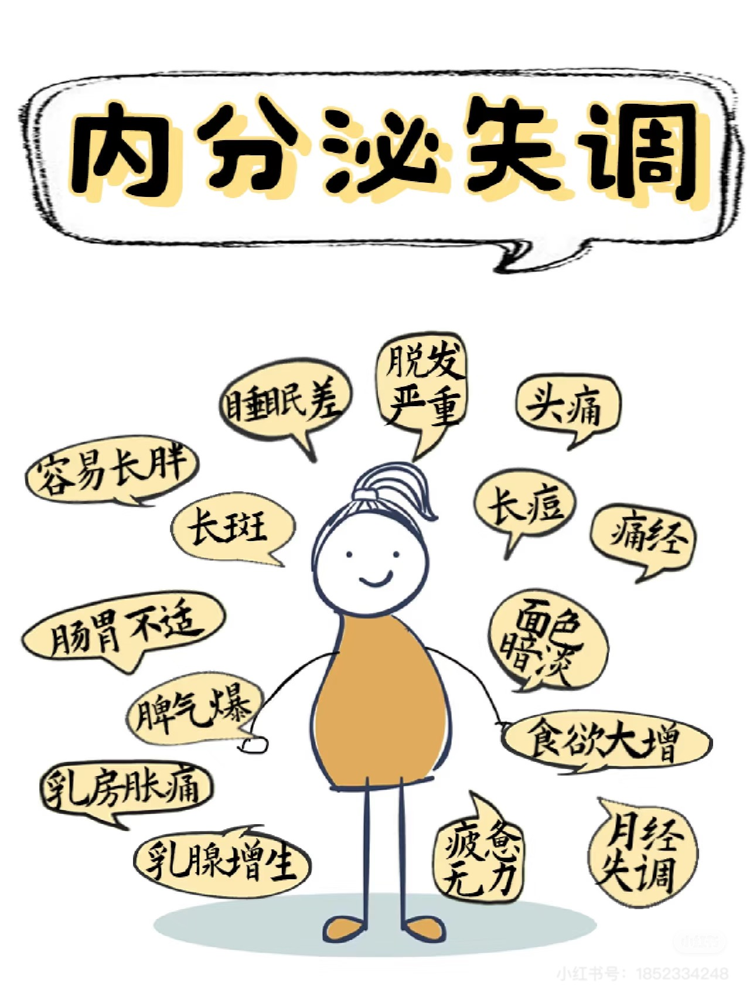 内分泌失调
脱发
严重
睡眠差
头痛
容易长胖
长斑
长痘
痛经
肠胃不适
面色
暗淡
脾气爆
食欲大增
乳房胀痛
疲惫
无力
月经
失调
乳腺增生
小红书
小红书号：1852334248